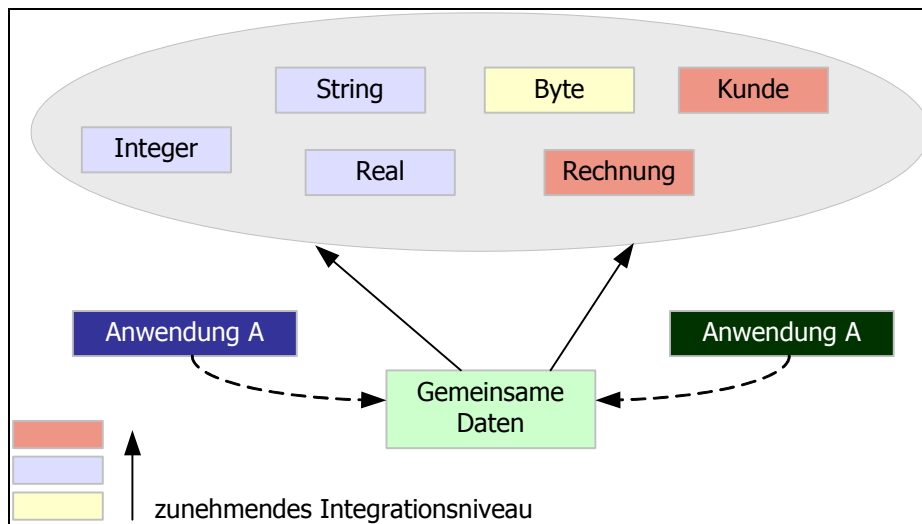 String
Byte
Kunde
Integer
Real
Rechnung
Anwendung A
Anwendung A
Gemeinsame
Daten
zunehmendes Integrationsniveau